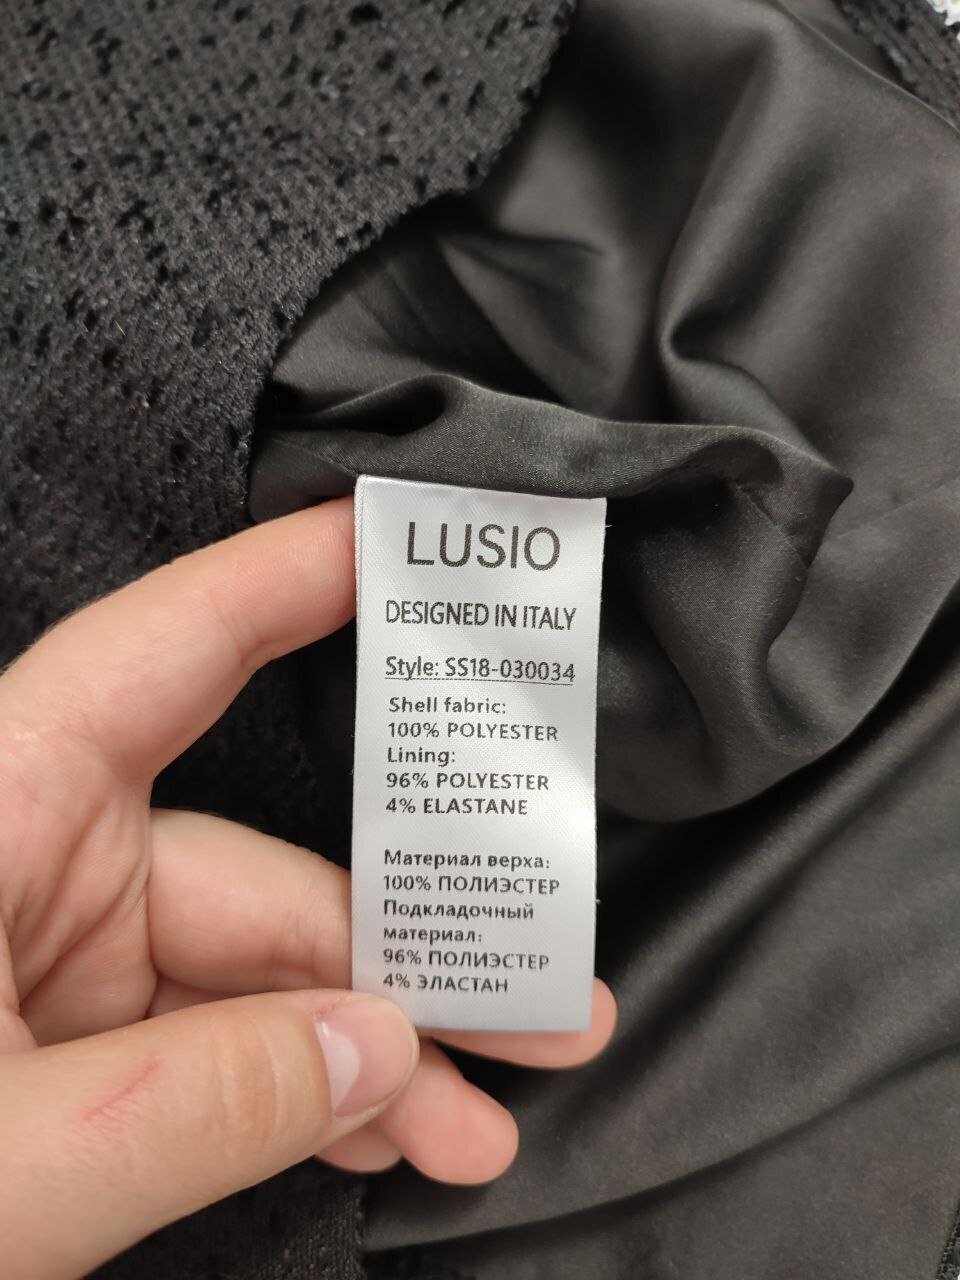 LUSIO
DESIGNED IN ITALY
Style: SS18-030034
Shell fabric:
100% POLYESTER
Lining:
96% POLYESTER
4% ELASTANE
Материал верха:
100% ПОЛИЭСТЕР
Подкладочный
материал:
96% ПОЛИЭСТЕР
4% ЭЛАСТАН